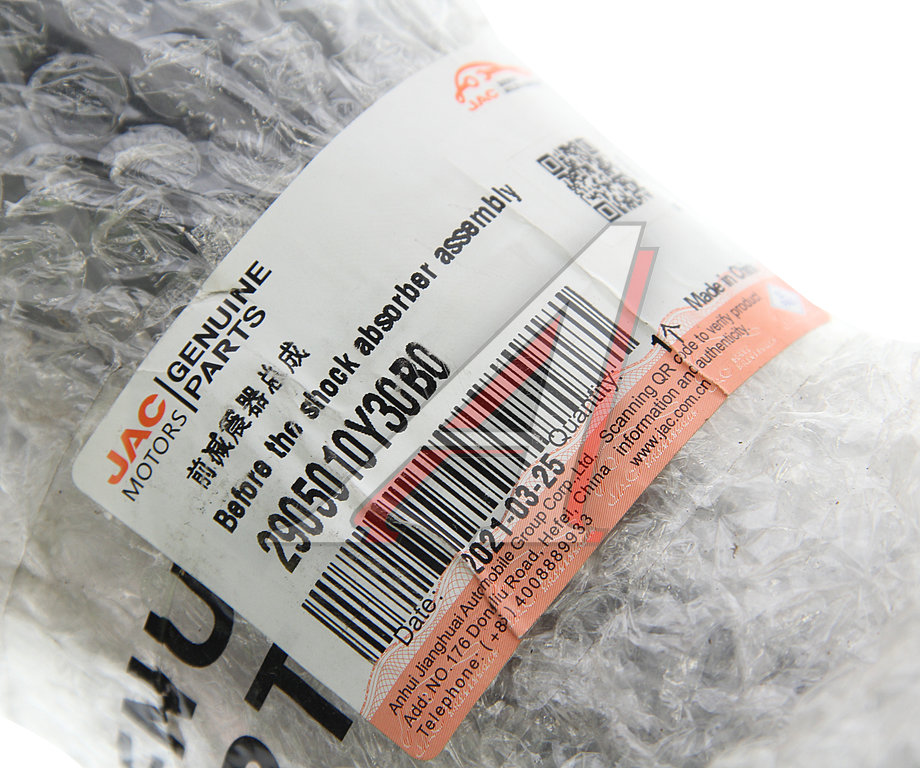 JAC
JAC
MOTORS
GENUINE
PARTS
前减震器总成
Before the shock absorber assembly
2905010Y30B0
Quantity: 1个
Made in China
Date: 2021-03-25
Anhui Jianghuai Automobile Group Corp.,Ltd.
Add: NO.176 DongLiu Road, Hefei, China
Telephone: (+86) 4008889933
Scanning QR code to verify product
information and authenticity.
www.jac.com.cn